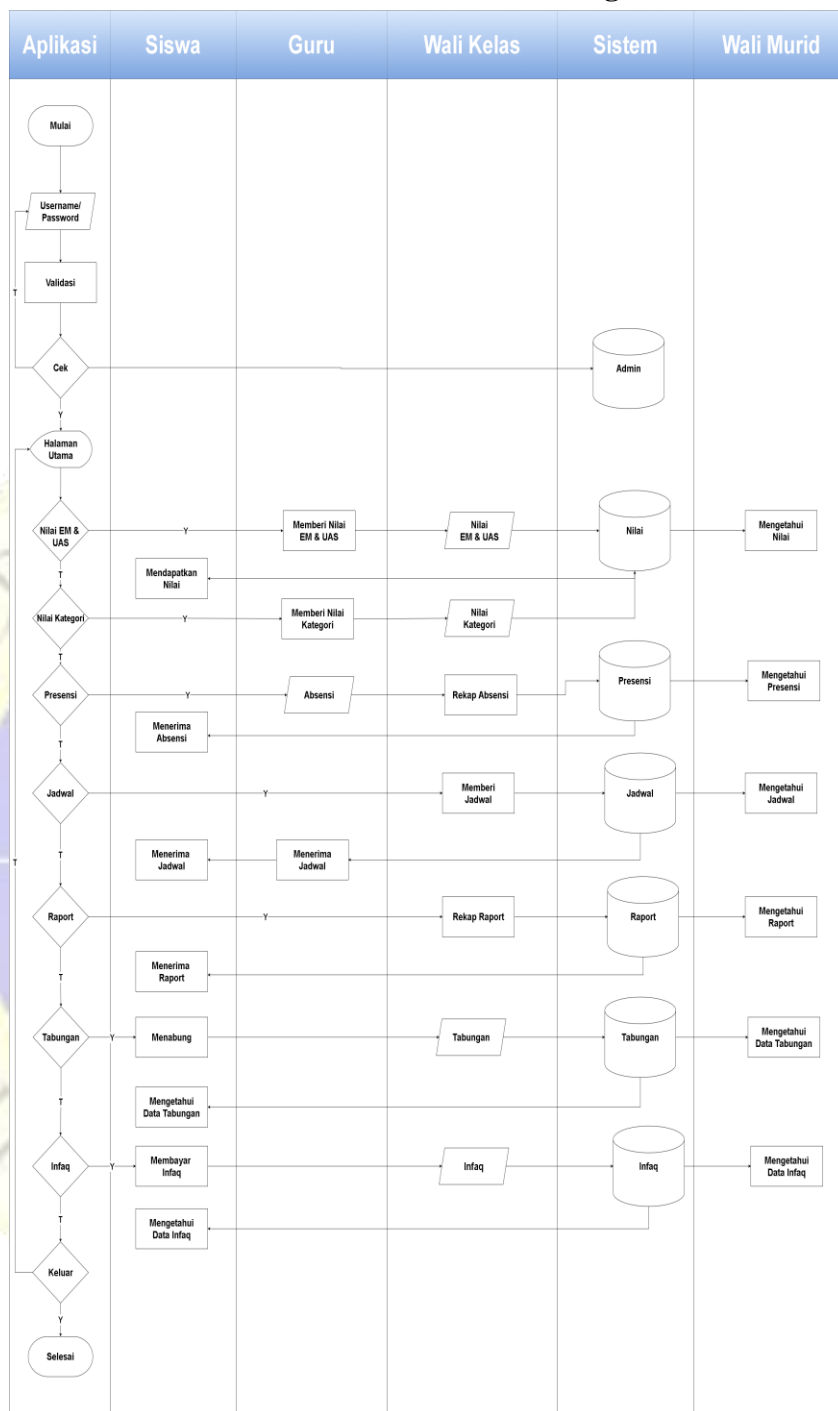 Aplikasi Siswa Guru Wali Kelas Sistem Wali Murid
Mulai
Username/
Password
Validasi
T
Cek
Admin
Y
Halaman
Utama
Nilai EM &
UAS
Y
Memberi Nilai
EM & UAS
Nilai
EM & UAS
Nilai
Mengetahui
Nilai
T
Mendapatkan
Nilai
Nilai Kategori
Y
Memberi Nilai
Kategori
Nilai
Kategori
T
Presensi
Y
Absensi
Rekap Absensi
Presensi
Mengetahui
Presensi
T
Menerima
Absensi
Jadwal
Y
Memberi
Jadwal
Jadwal
Mengetahui
Jadwal
T
T
Menerima
Jadwal
Menerima
Jadwal
Raport
Y
Rekap Raport
Raport
Mengetahui
Raport
T
Menerima
Raport
Tabungan
Y
Menabung
Tabungan
Tabungan
Mengetahui
Data Tabungan
T
Mengetahui
Data Tabungan
Infaq
Y
Membayar
Infaq
Infaq
Infaq
Mengetahui
Data Infaq
T
Mengetahui
Data Infaq
Keluar
Y
Selesai